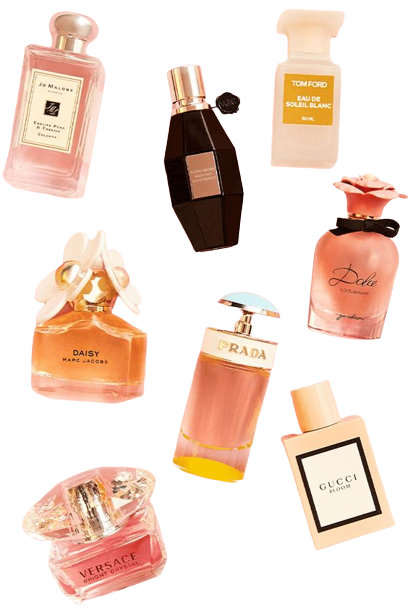 JO MALONE
LONDON
ENGLISH PEAR
& FREESIA
COLOGNE
TOM FORD
EAU DE
SOLEIL BLANC
50 ML
Dolce
DAISY
MARC JACOBS
PRADA
GUCCI
BLOOM
VERSACE
BRIGHT CRYSTAL